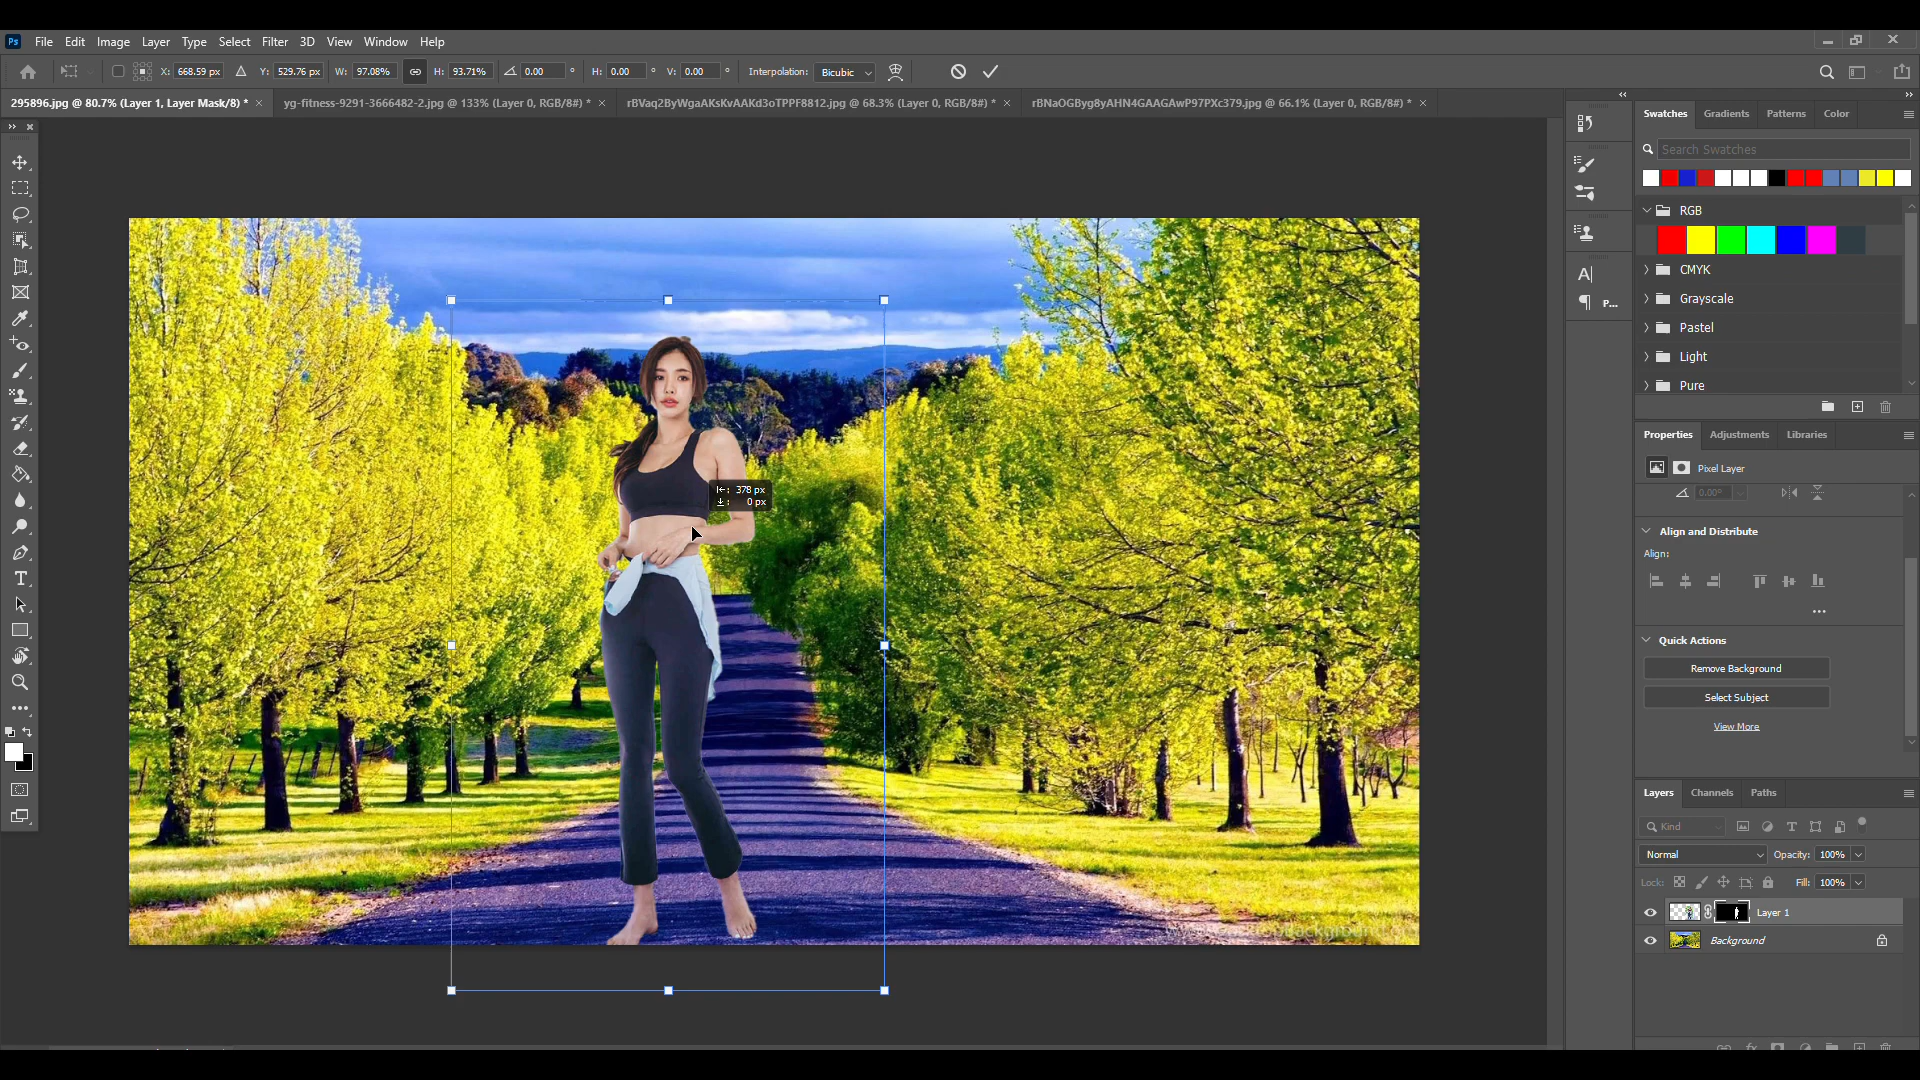 Ps File Edit Image Layer Type Select Filter 3D View Window Help
X: 668.59 px Y: 529.76 px W: 97.08% H: 93.71% 0.00 ° H: 0.00 ° V: 0.00 ° Interpolation: Bicubic
295896.jpg @ 80.7% (Layer 1, Layer Mask/8) * × yg-fitness-9291-3666482-2.jpg @ 133% (Layer 0, RGB/8#) * × rBVaq2ByWgaAKsKvAAKd3oTPPF8812.jpg @ 68.3% (Layer 0, RGB/8#) * × rBNaOGByg8yAHN4GAAGAwP97PXc379.jpg @ 66.1% (Layer 0, RGB/8#) * ×
Swatches Gradients Patterns Color
Search Swatches
RGB
CMYK
Grayscale
Pastel
Light
Pure
P...
378 px
0 px
Properties Adjustments Libraries
Pixel Layer
0.00°
Align and Distribute
Align:
Quick Actions
Remove Background
Select Subject
View More
Layers Channels Paths
Kind
Normal Opacity: 100%
Lock: Fill: 100%
Layer 1
Background